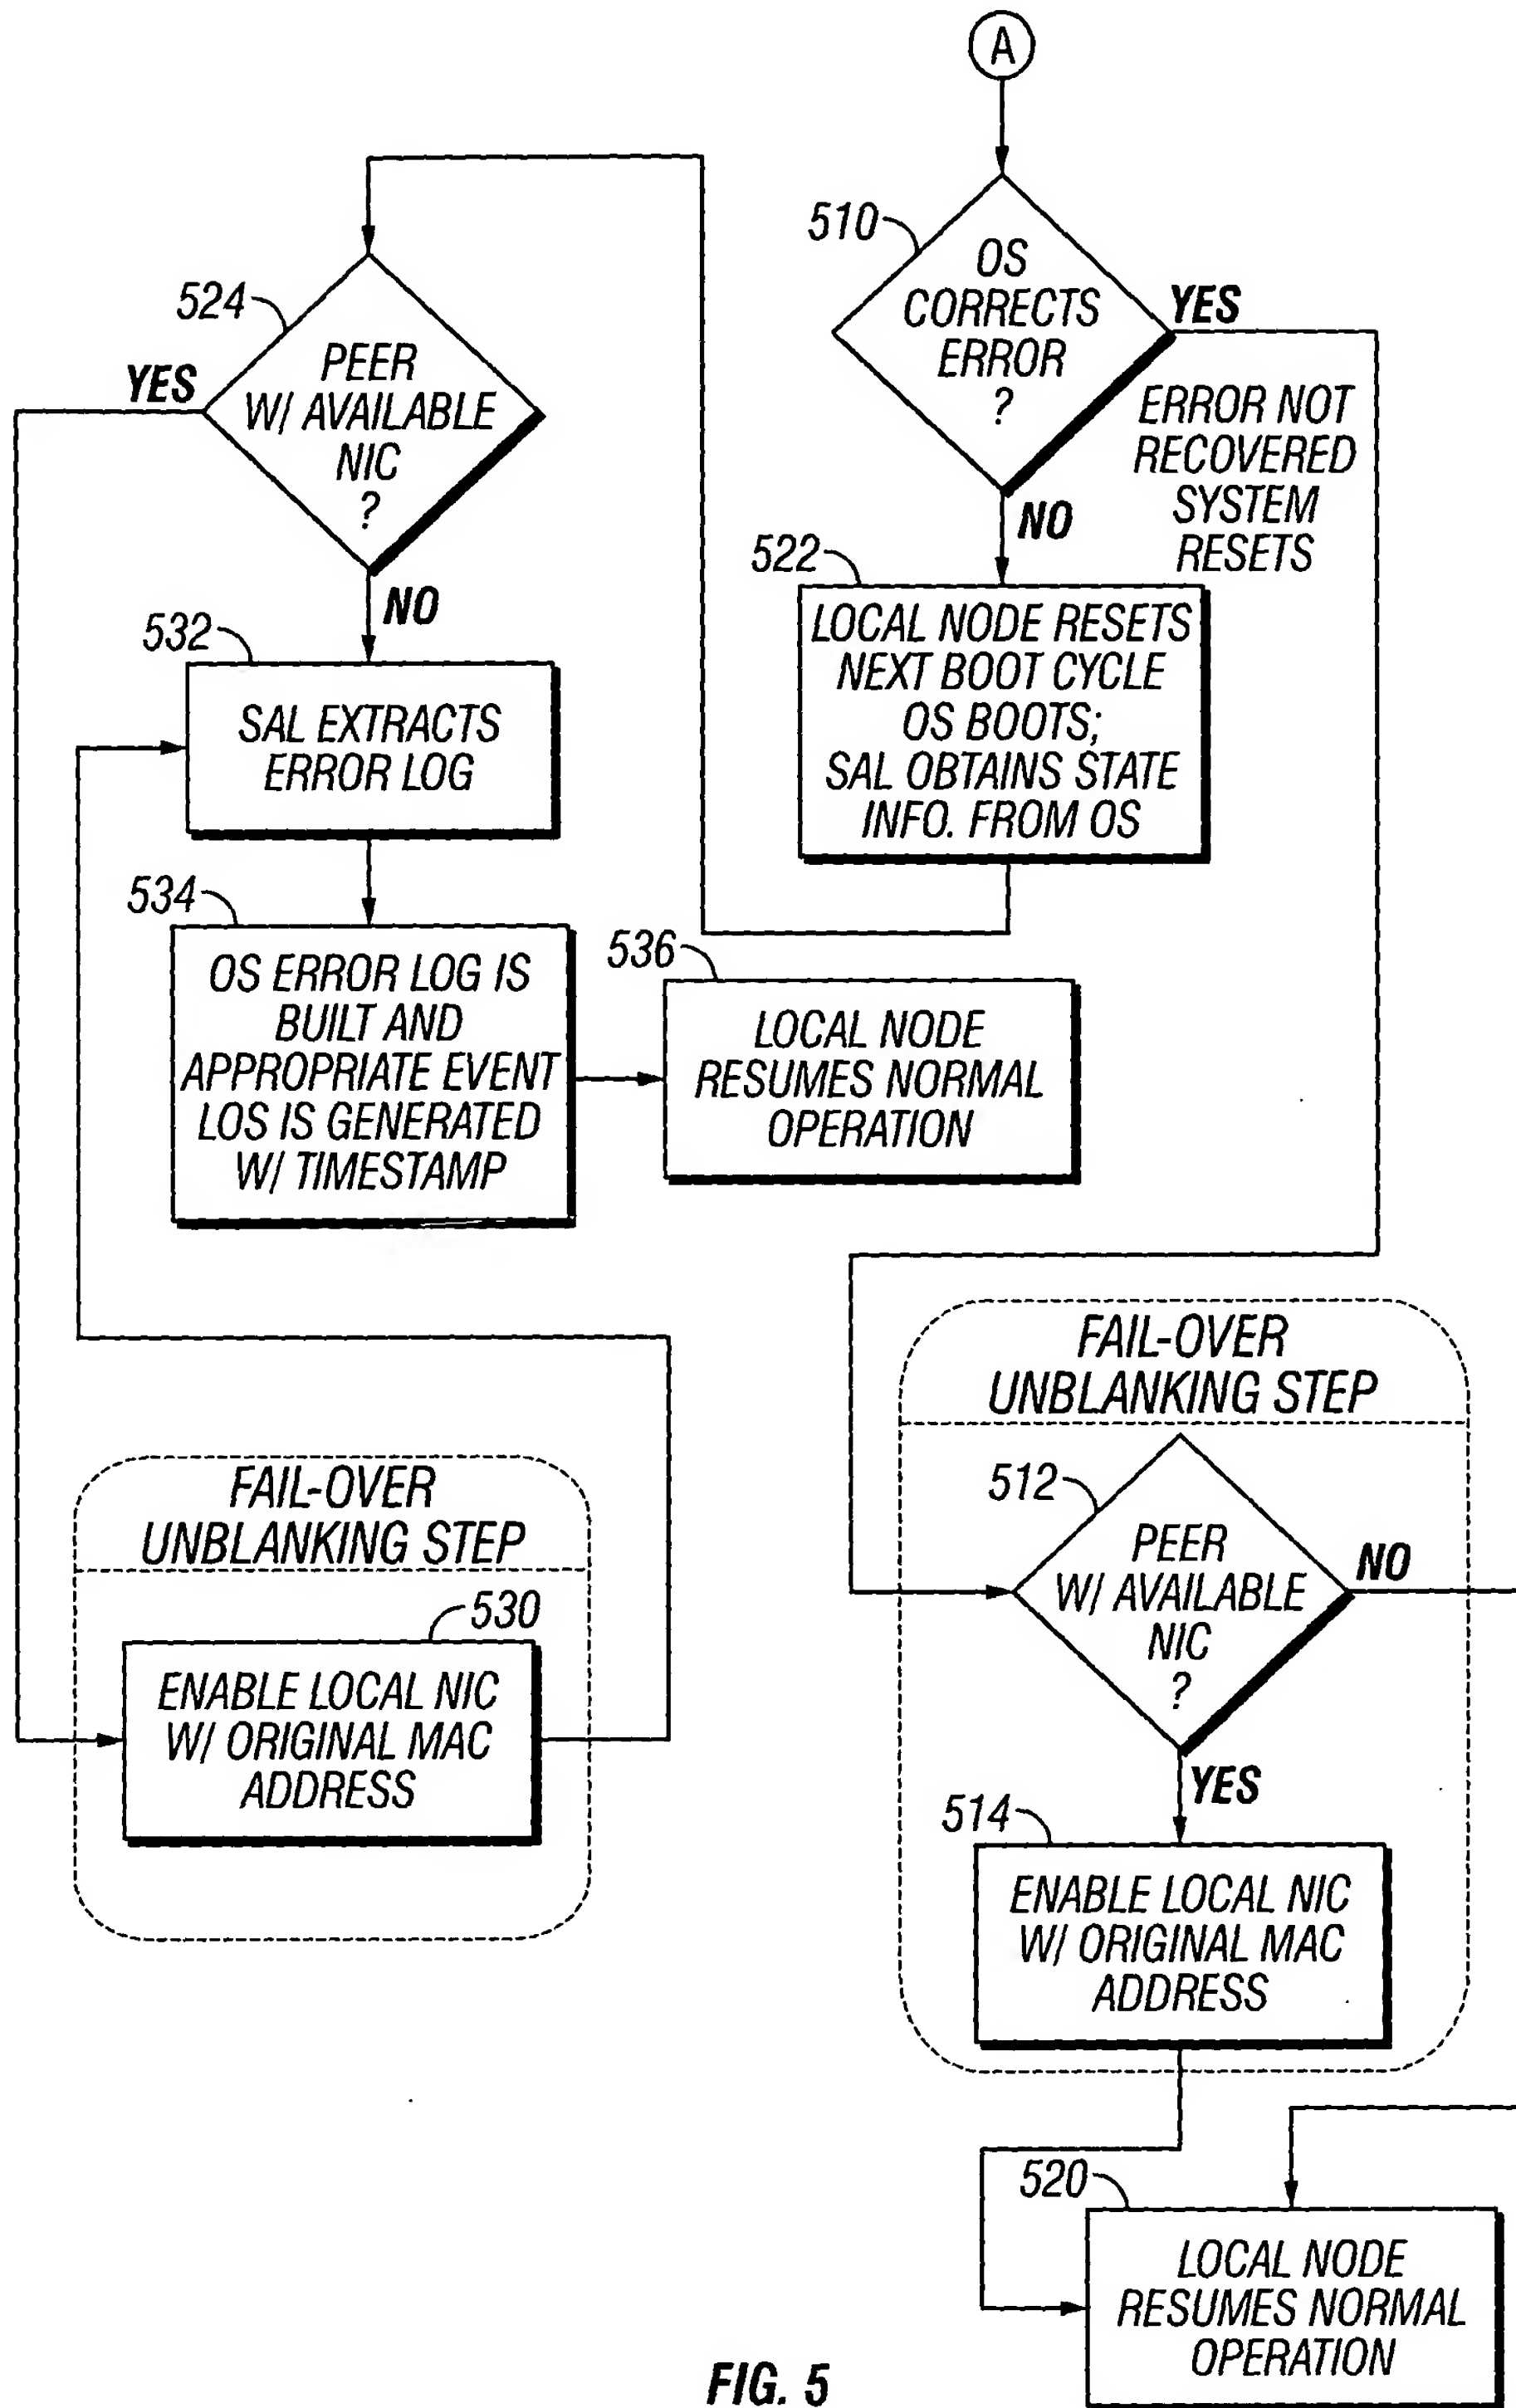 A
510
OS
CORRECTS
ERROR
?
YES
ERROR NOT
RECOVERED
SYSTEM
RESETS
NO
522
LOCAL NODE RESETS
NEXT BOOT CYCLE
OS BOOTS;
SAL OBTAINS STATE
INFO. FROM OS
524
PEER
W/ AVAILABLE
NIC
?
YES
NO
532
SAL EXTRACTS
ERROR LOG
534
OS ERROR LOG IS
BUILT AND
APPROPRIATE EVENT
LOS IS GENERATED
W/ TIMESTAMP
536
LOCAL NODE
RESUMES NORMAL
OPERATION
FAIL-OVER
UNBLANKING STEP
530
ENABLE LOCAL NIC
W/ ORIGINAL MAC
ADDRESS
FAIL-OVER
UNBLANKING STEP
512
PEER
W/ AVAILABLE
NIC
?
NO
YES
514
ENABLE LOCAL NIC
W/ ORIGINAL MAC
ADDRESS
520
LOCAL NODE
RESUMES NORMAL
OPERATION
FIG. 5